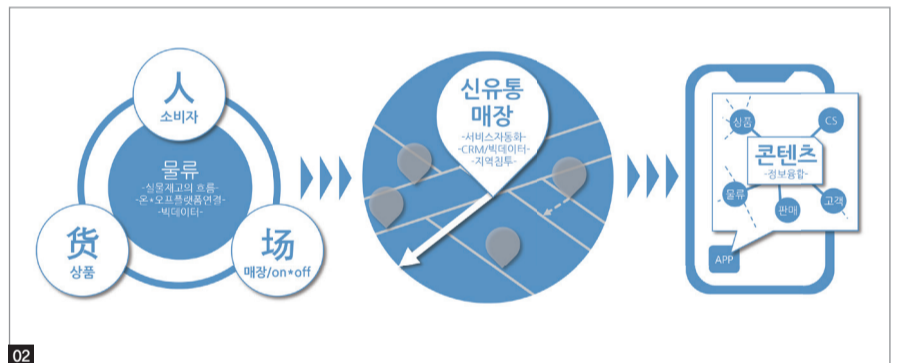 人
소비자
물류
-실물재고의 흐름-
-온•오프플랫폼연결-
-빅데이터-
货
상품
场
매장/on*off
신유통
매장
-서비스자동화-
-CRM/빅데이터-
-지역침투-
상품
CS
콘텐츠
-정보융합-
물류
판매
고객
APP
02